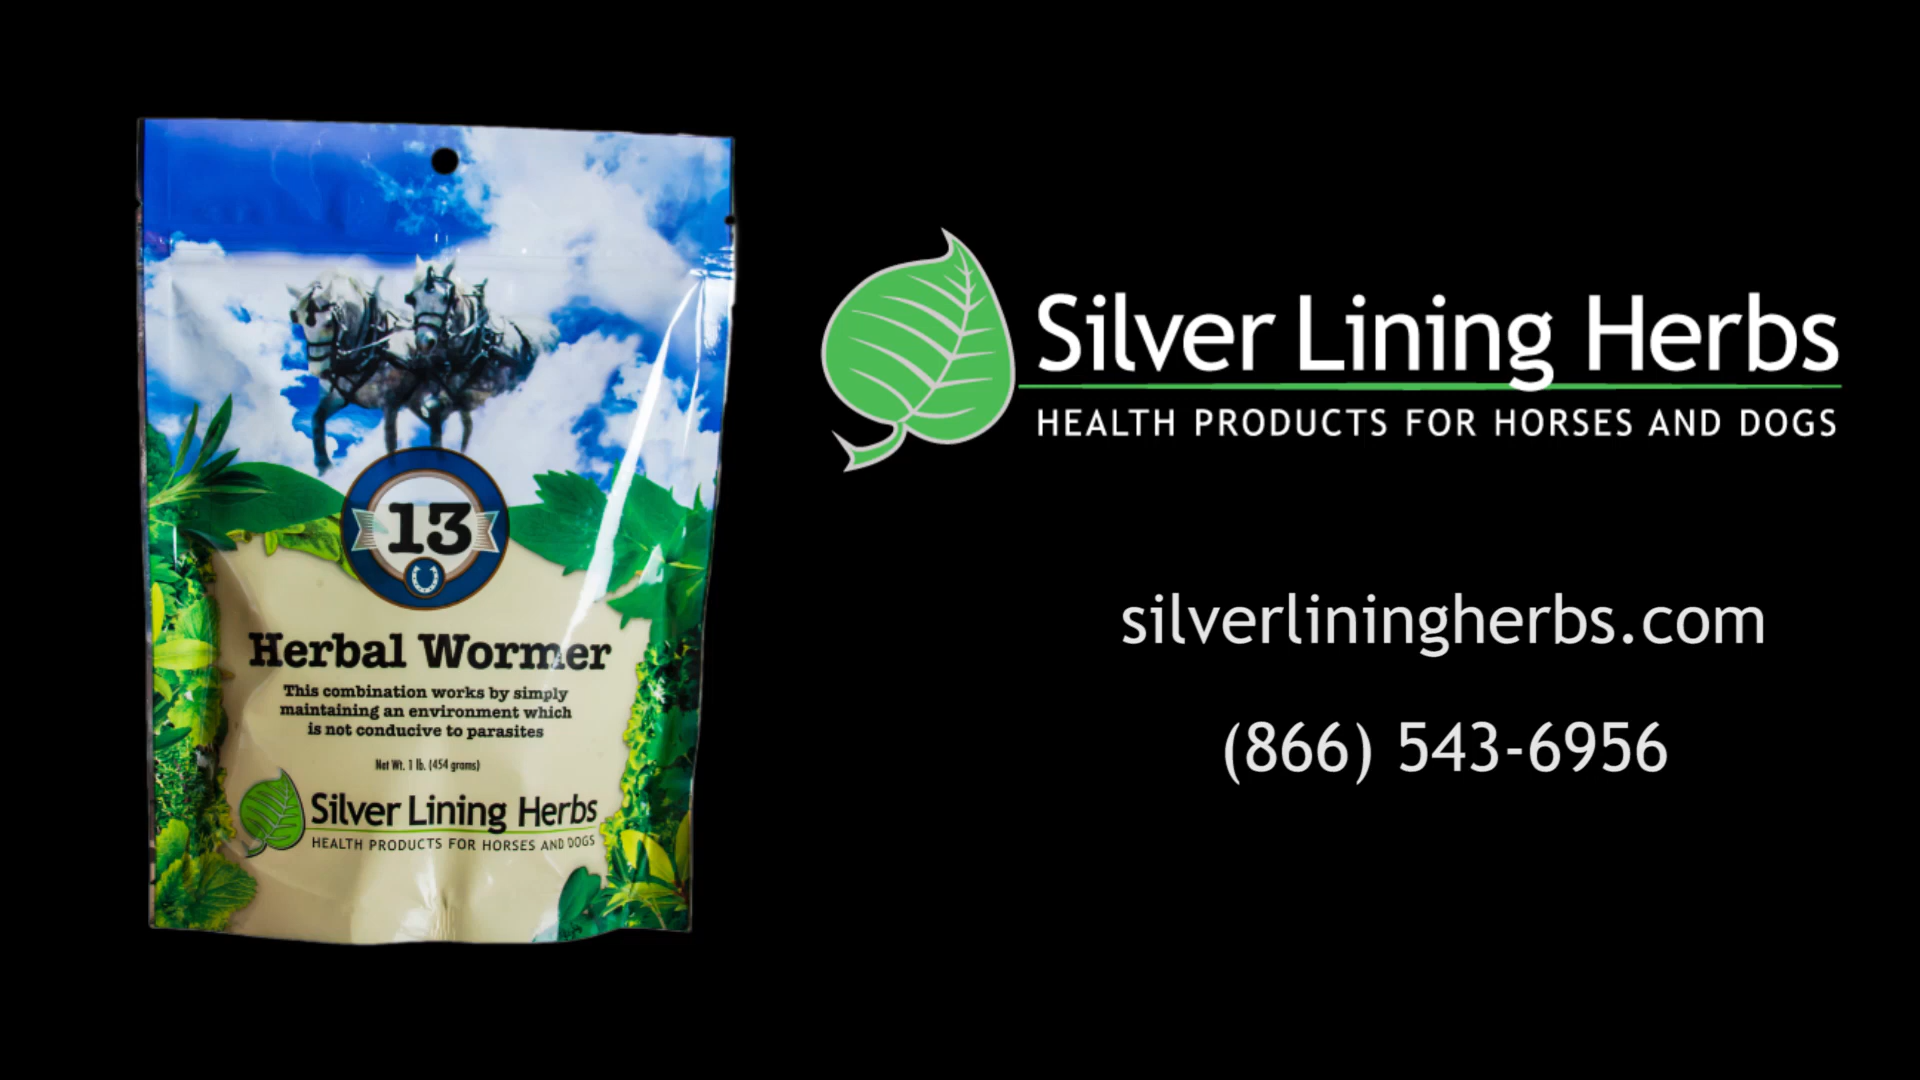 13
Herbal Wormer
This combination works by simply
maintaining an environment which
is not conducive to parasites
Net Wt. 1 lb. (454 grams)
Silver Lining Herbs
HEALTH PRODUCTS FOR HORSES AND DOGS
Silver Lining Herbs
HEALTH PRODUCTS FOR HORSES AND DOGS
silverliningherbs.com
(866) 543-6956